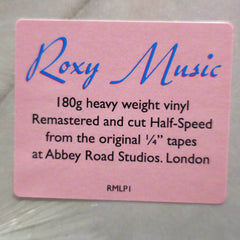 Roxy Music
180g heavy weight vinyl
Remastered and cut Half-Speed
from the original ¼” tapes
at Abbey Road Studios. London
RMLP1